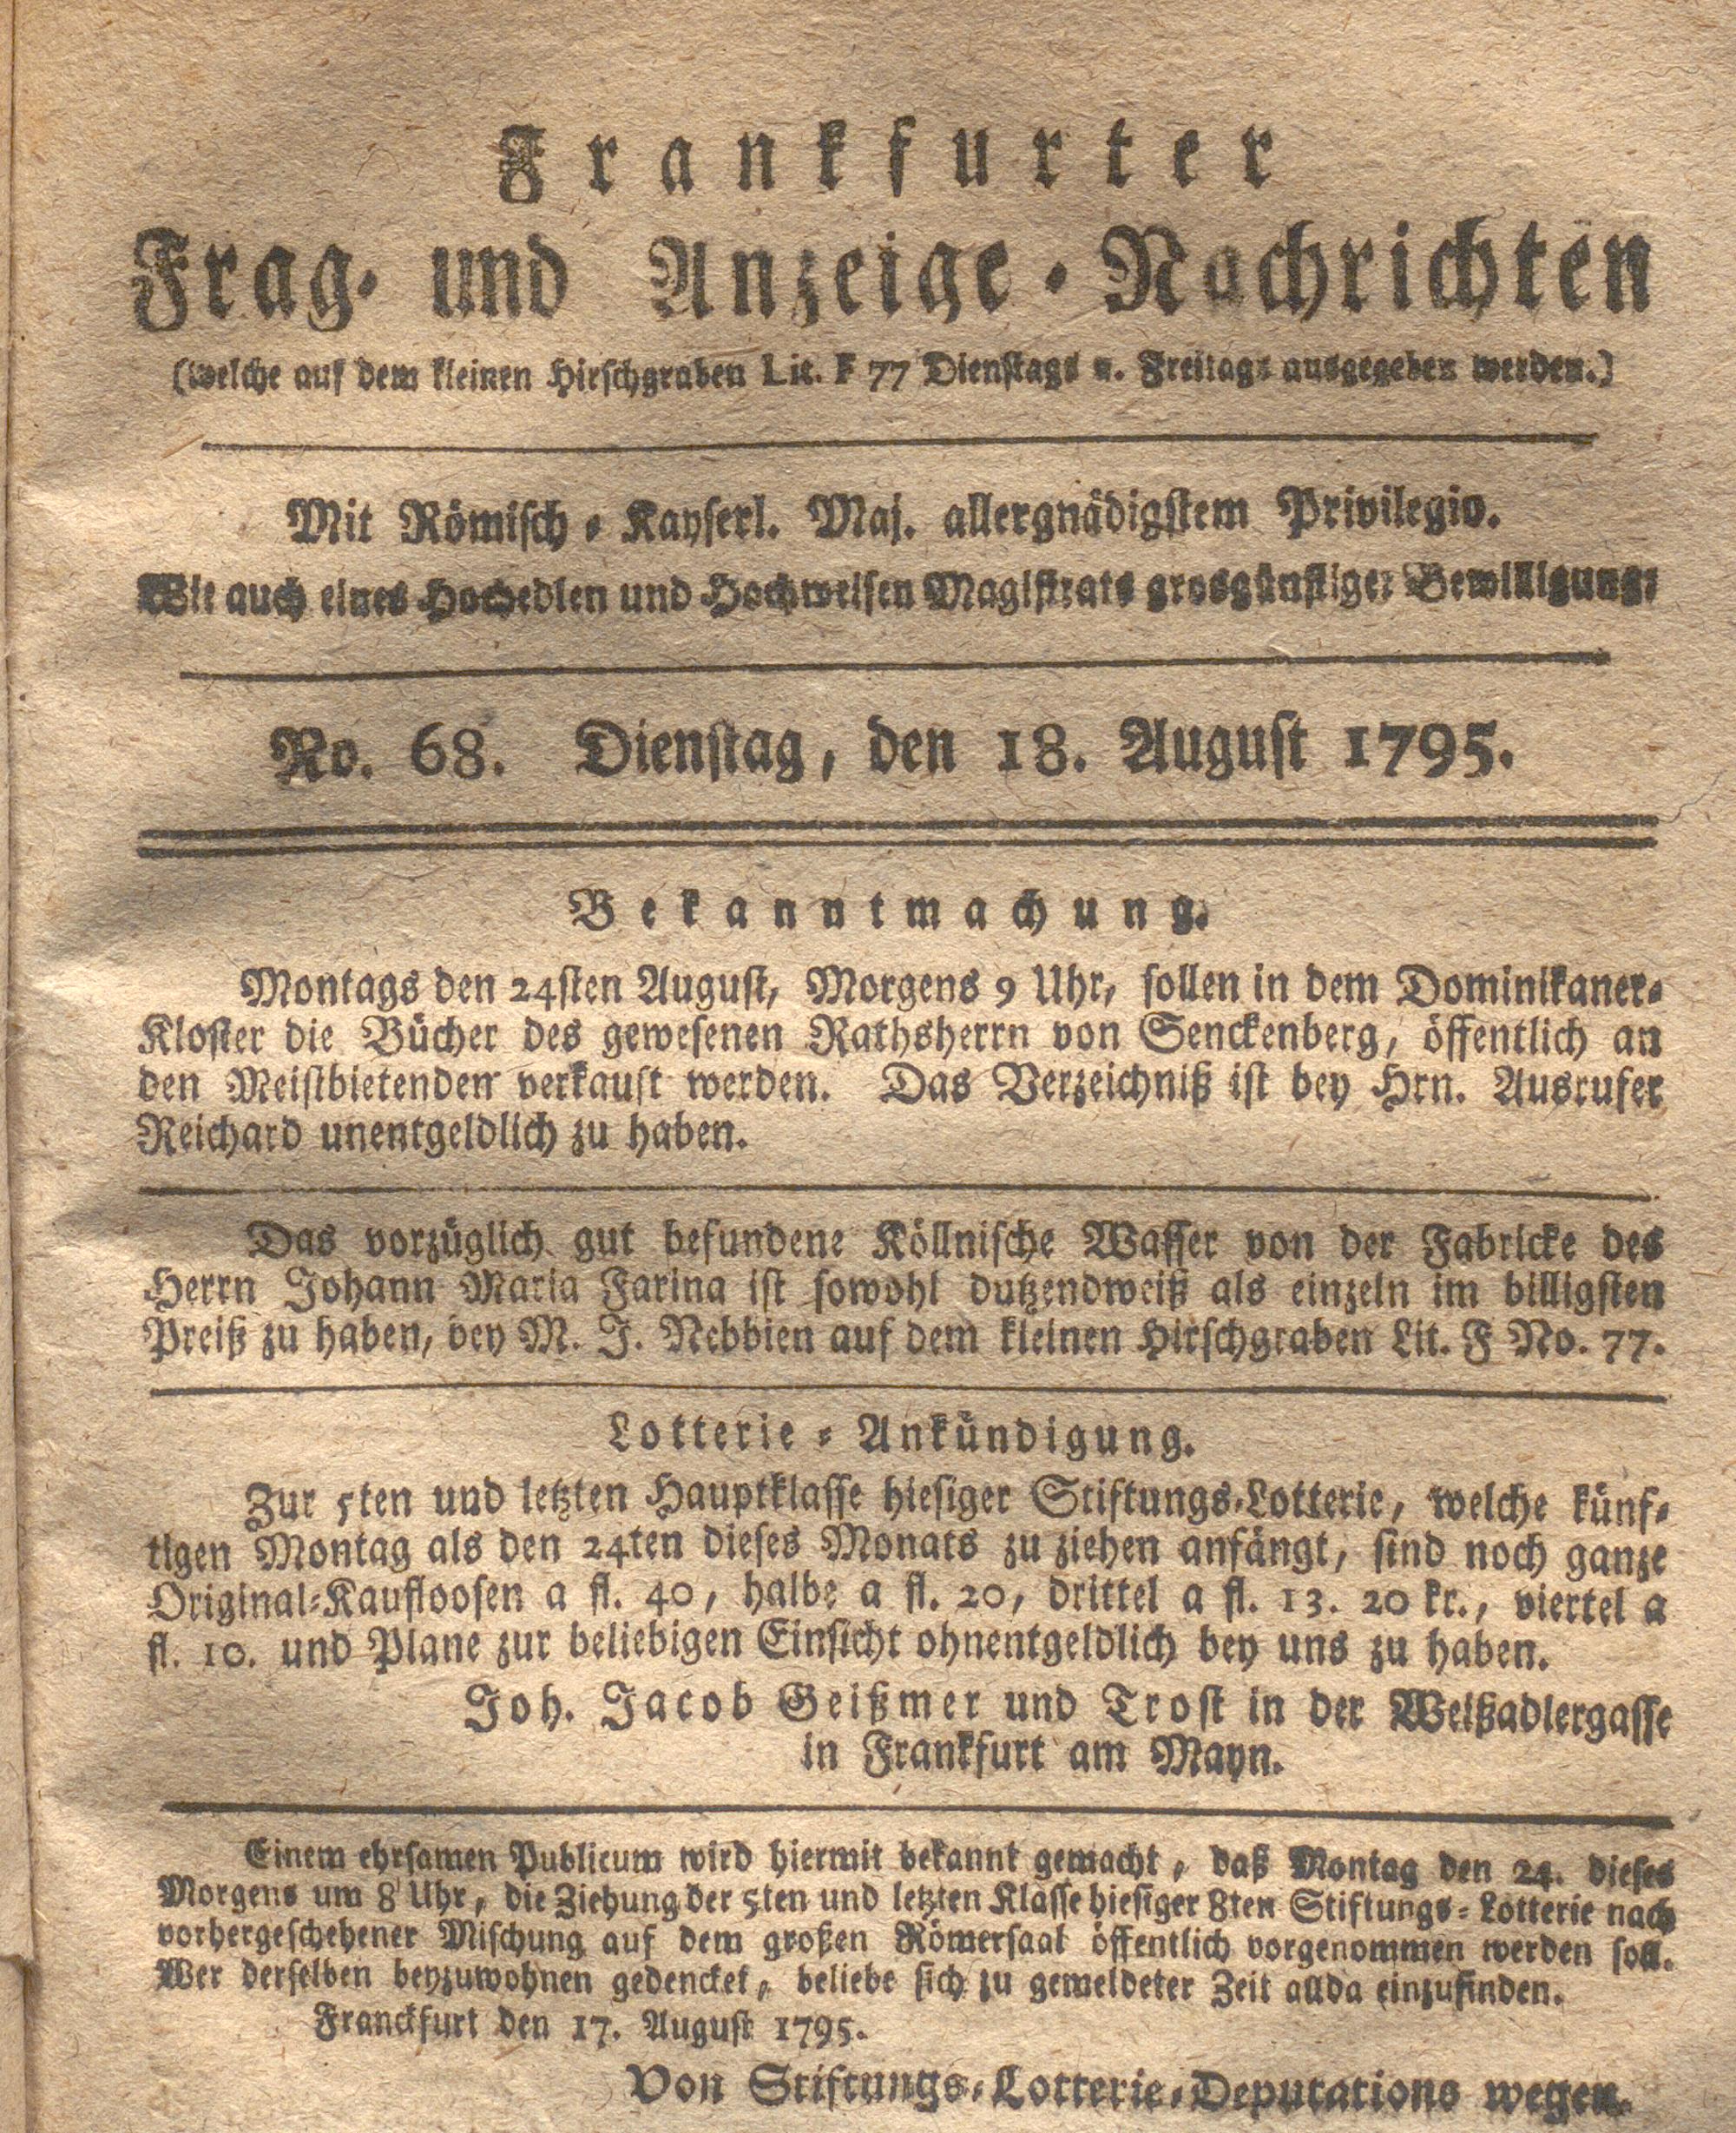 Frankfurter
Frag- und Anzeige-Nachrichten
(welche auf dem kleinen Hirschgraben Lit. F 77 Dienstags u. Freitags ausgegeben werden.)
Mit Römisch-Kayserl. Maj. allergnädigstem Privilegio.
Wie auch eines Hochedlen und Hochweisen Magistrats grosgünstiger Bewilligung.
No. 68. Dienstag, den 18. August 1795.
Bekanntmachung.
Montags den 24sten August, Morgens 9 Uhr, sollen in dem Dominikaner-
Kloster die Bücher des gewesenen Rathsherrn von Senckenberg, öffentlich an
den Meistbietenden verkauft werden. Das Verzeichniß ist bey Hrn. Ausrufer
Reichard unentgeldlich zu haben.
Das vorzüglich gut befundene Köllnische Wasser von der Fabricke des
Herrn Johann Maria Farina ist sowohl dutzendweiß als einzeln im billigsten
Preiß zu haben, bey M. J. Nebbien auf dem kleinen Hirschgraben Lit. F No. 77.
Lotterie-Ankündigung.
Zur 5ten und letzten Hauptklasse hiesiger Stiftungs-Lotterie, welche künf-
tigen Montag als den 24ten dieses Monats zu ziehen anfängt, sind noch ganze
Original-Kaufloosen a fl. 40, halbe a fl. 20, drittel a fl. 13. 20 kr., viertel a
fl. 10. und Plane zur beliebigen Einsicht ohnentgeldlich bey uns zu haben.
Joh. Jacob Geißmer und Trost in der Weißadlergasse
in Frankfurt am Mayn.
Einem ehrsamen Publicum wird hiermit bekannt gemacht, daß Montag den 24. dieses
Morgens um 8 Uhr, die Ziehung der 5ten und letzten Klasse hiesiger 8ten Stiftungs-Lotterie nach
vorhergeschehener Mischung auf dem großen Römersaal öffentlich vorgenommen werden soll.
Wer derselben beyzuwohnen gedencket, beliebe sich zu gemeldeter Zeit allda einzufinden.
Franckfurt den 17. August 1795.
Von Stiftungs-Lotterie-Deputations wegen.